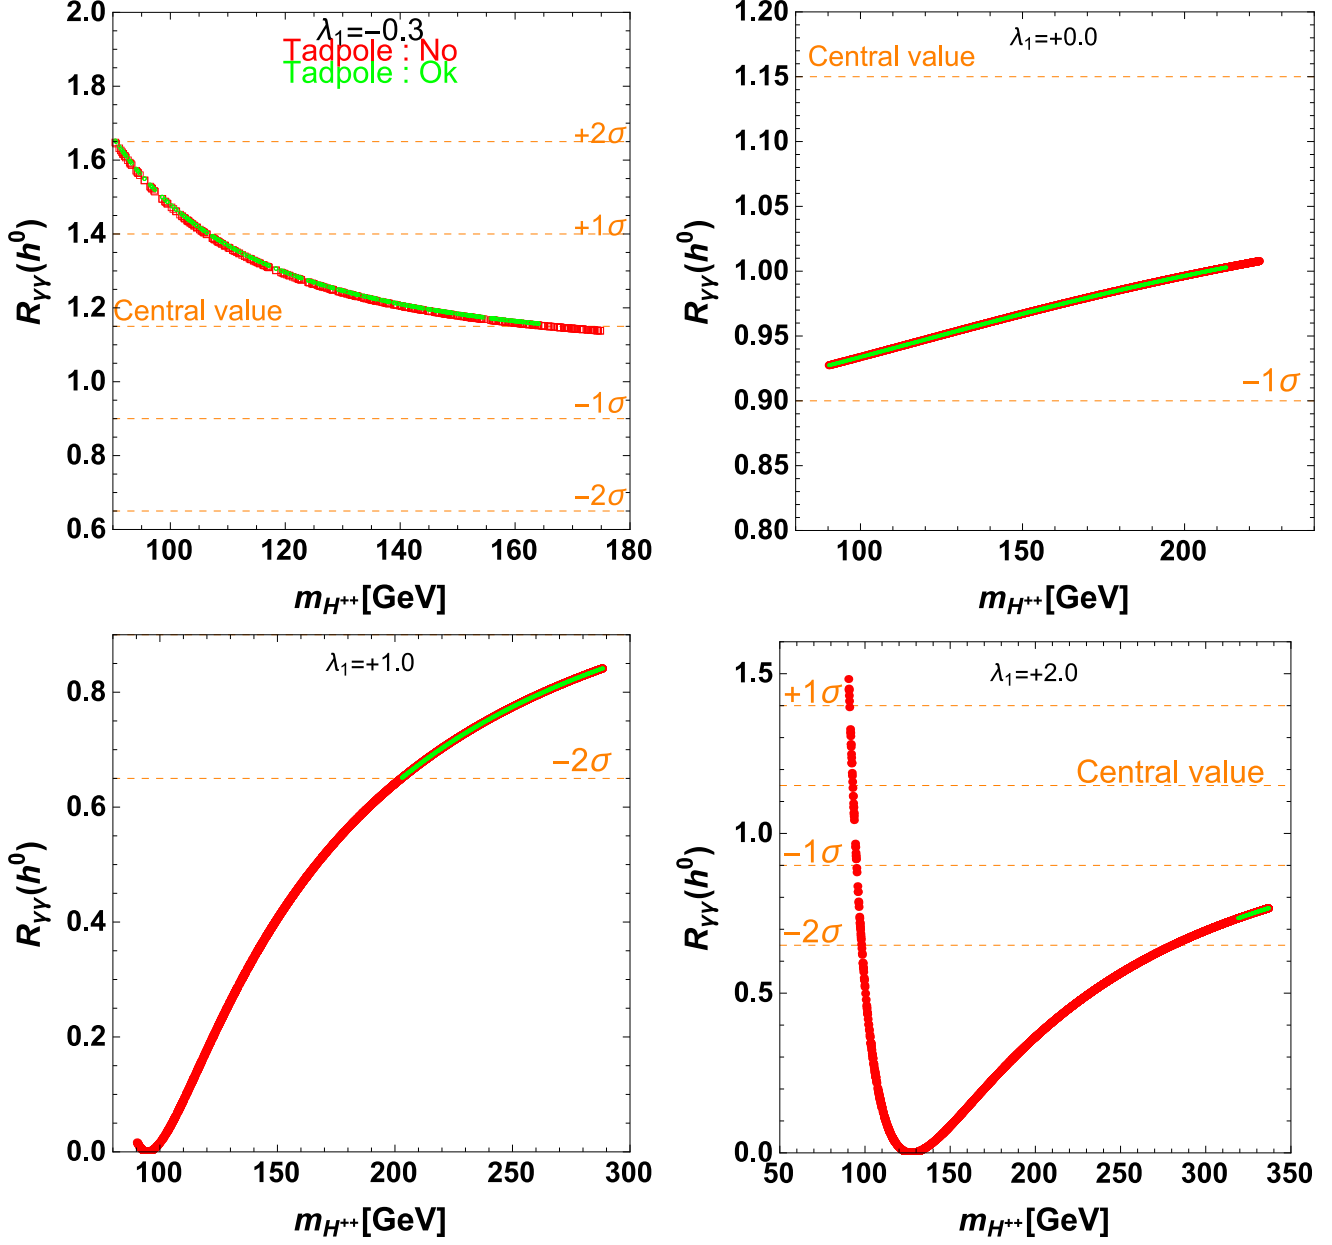 λ₁=−0.3
Tadpole : No
Tadpole : Ok
2.0
1.8
1.6
1.4
1.2
1.0
0.8
0.6
+2σ
+1σ
Central value
−1σ
−2σ
Rγγ(h⁰)
100 120 140 160 180
mH⁺⁺[GeV]
λ₁=+0.0
1.20
1.15
1.10
1.05
1.00
0.95
0.90
0.85
0.80
Central value
−1σ
Rγγ(h⁰)
100 150 200
mH⁺⁺[GeV]
λ₁=+1.0
0.8
0.6
0.4
0.2
0.0
−2σ
Rγγ(h⁰)
100 150 200 250 300
mH⁺⁺[GeV]
λ₁=+2.0
1.5
1.0
0.5
0.0
+1σ
Central value
−1σ
−2σ
Rγγ(h⁰)
50 100 150 200 250 300 350
mH⁺⁺[GeV]